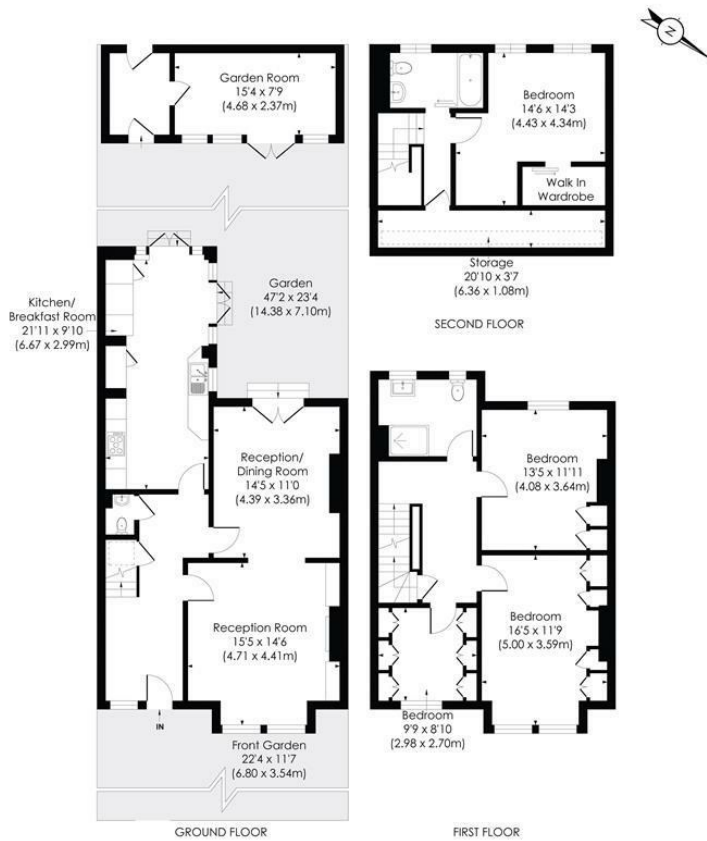 N
Garden Room
15'4 x 7'9
(4.68 x 2.37m)
Bedroom
14'6 x 14'3
(4.43 x 4.34m)
Walk In
Wardrobe
Storage
20'10 x 3'7
(6.36 x 1.08m)
SECOND FLOOR
Kitchen/
Breakfast Room
21'11 x 9'10
(6.67 x 2.99m)
Garden
47'2 x 23'4
(14.38 x 7.10m)
Reception/
Dining Room
14'5 x 11'0
(4.39 x 3.36m)
Reception Room
15'5 x 14'6
(4.71 x 4.41m)
IN
Front Garden
22'4 x 11'7
(6.80 x 3.54m)
GROUND FLOOR
Bedroom
13'5 x 11'11
(4.08 x 3.64m)
Bedroom
16'5 x 11'9
(5.00 x 3.59m)
Bedroom
9'9 x 8'10
(2.98 x 2.70m)
FIRST FLOOR